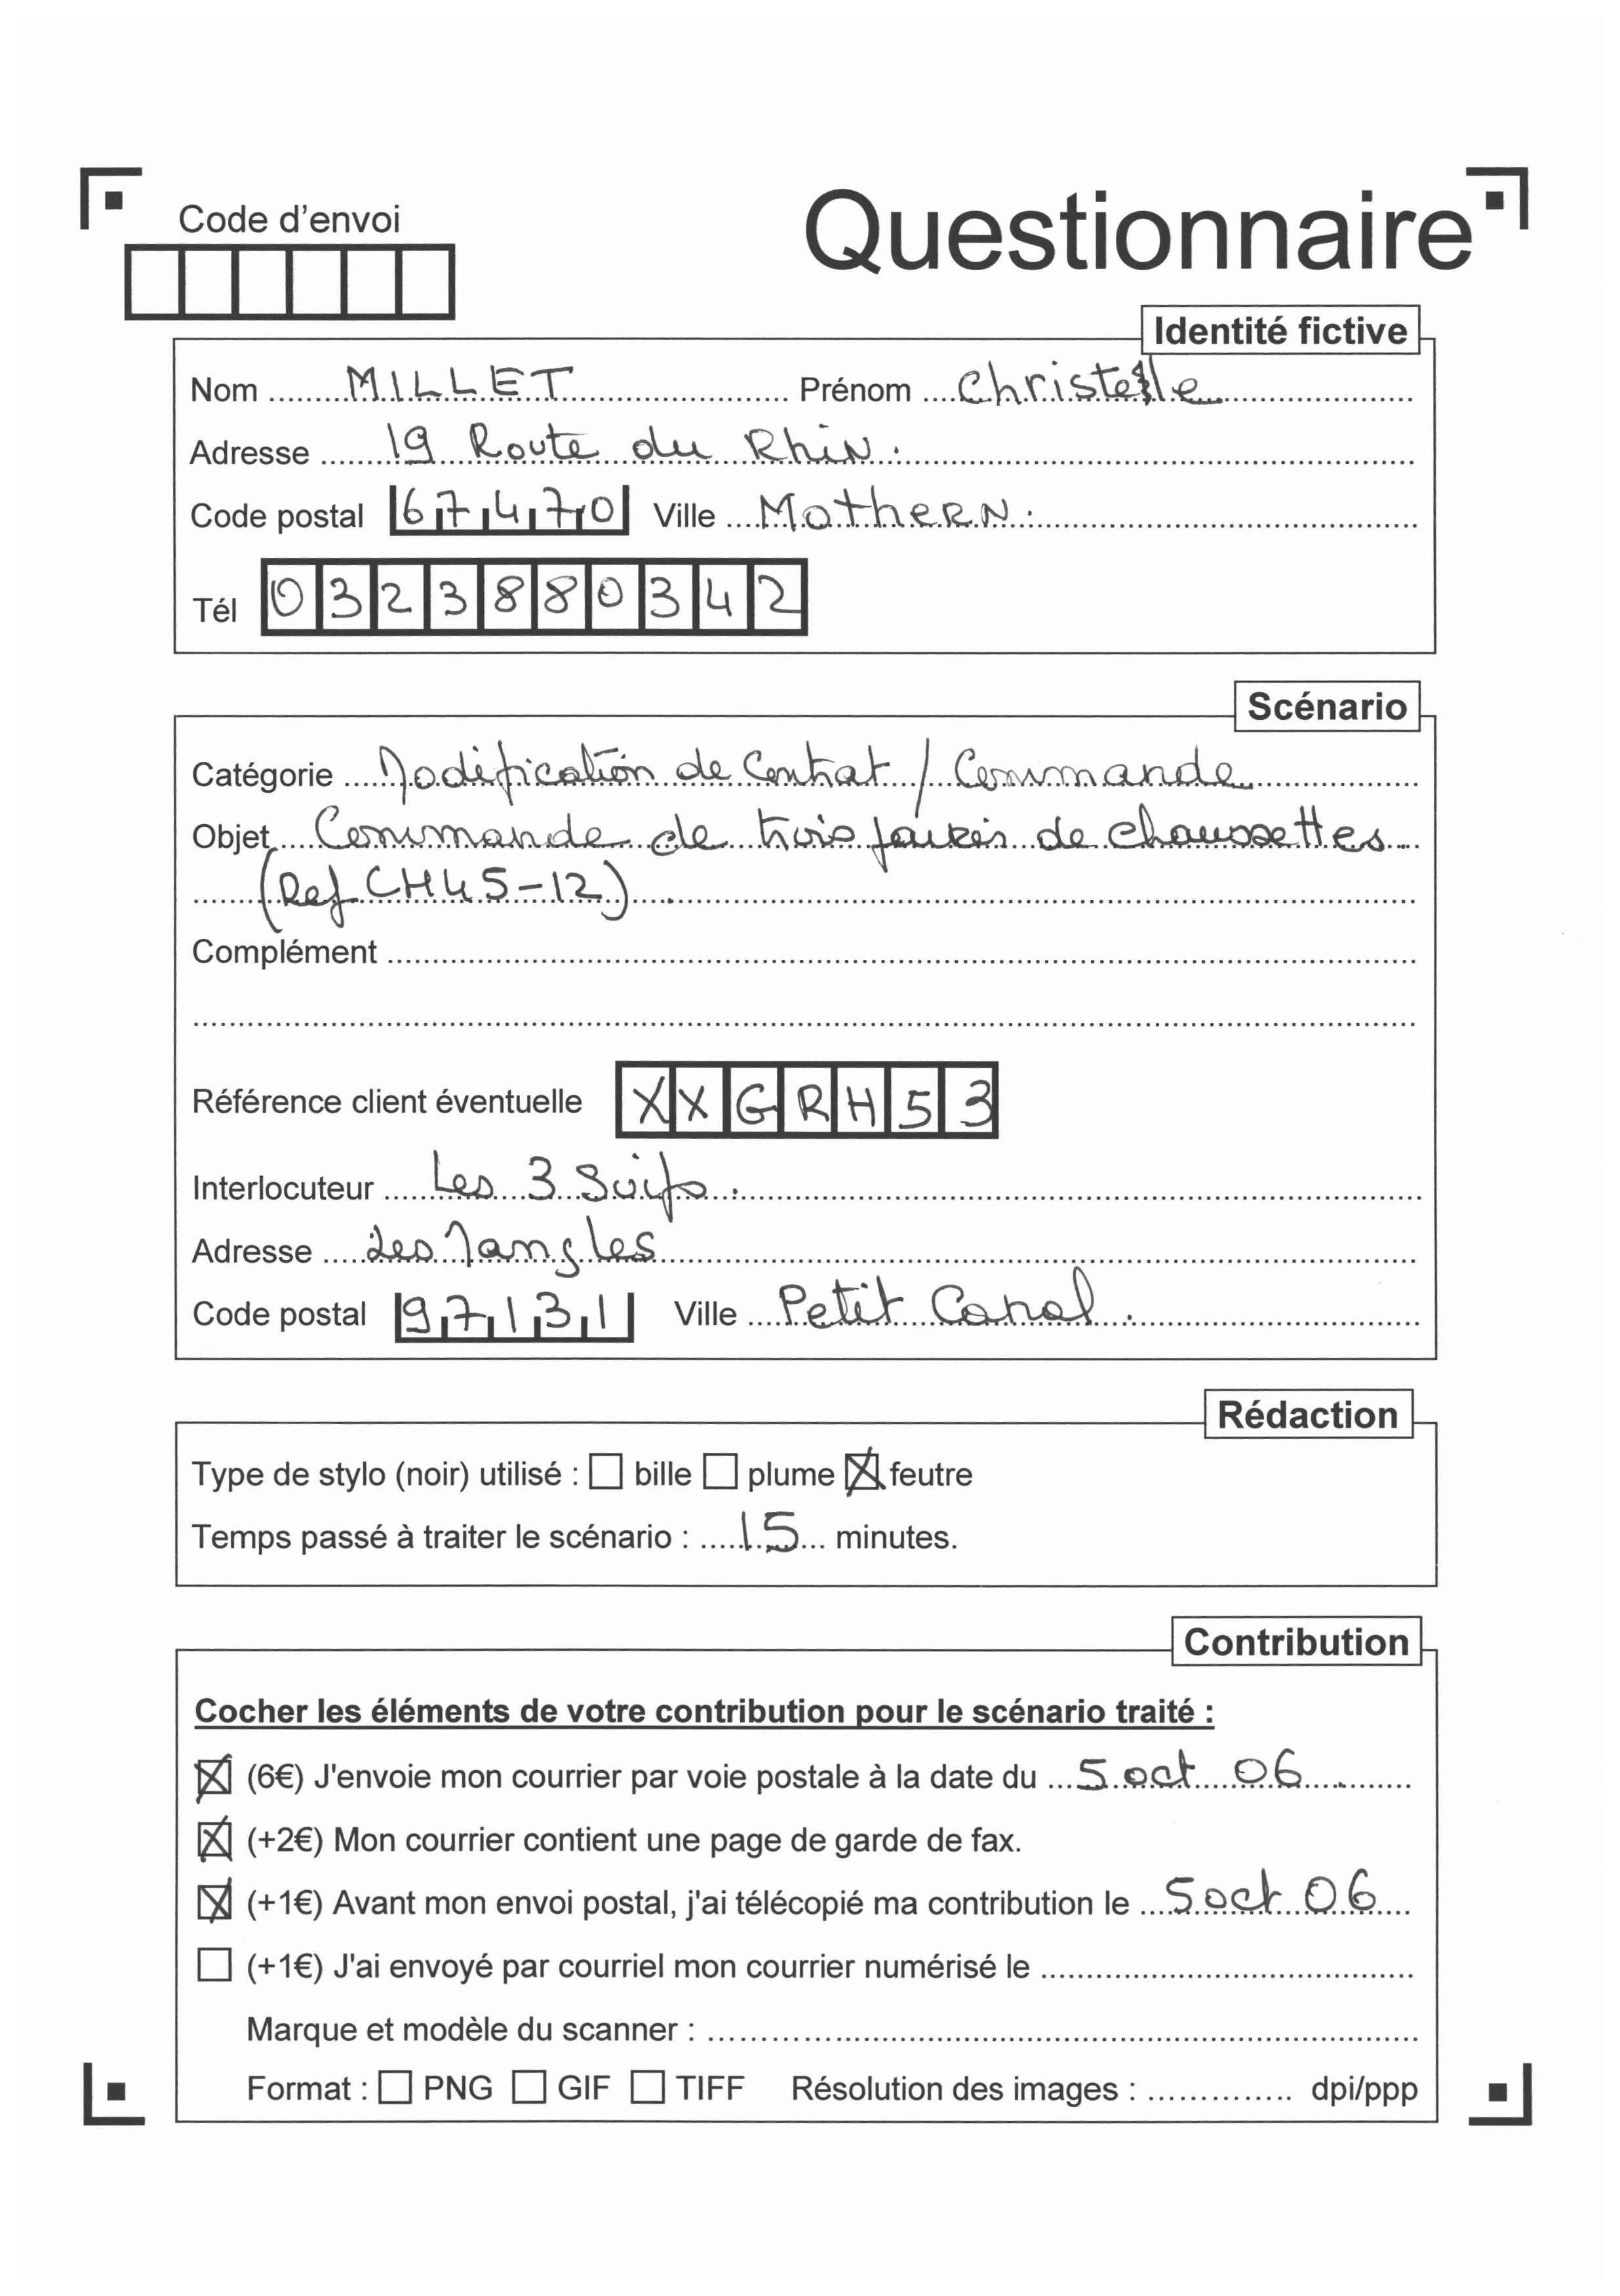 Code d'envoi
Questionnaire
Identité fictive
Nom MILLET Prénom Christelle
Adresse 19 Route du Rhin.
Code postal 67470 Ville Mothern.
Tél 0323880342
Scénario
Catégorie Modification de Contrat / Commande
Objet Commande de trois paires de chaussettes
(Ref CH45-12).
Complément
Référence client éventuelle XXGRH53
Interlocuteur Les 3 Suifs.
Adresse Les Mangles
Code postal 97131 Ville Petit Canal.
Rédaction
Type de stylo (noir) utilisé : ☐ bille ☐ plume ☒ feutre
Temps passé à traiter le scénario : 15 minutes.
Contribution
Cocher les éléments de votre contribution pour le scénario traité :
☒ (6€) J'envoie mon courrier par voie postale à la date du 5 oct 06
☒ (+2€) Mon courrier contient une page de garde de fax.
☒ (+1€) Avant mon envoi postal, j'ai télécopié ma contribution le 5 oct 06
☐ (+1€) J'ai envoyé par courriel mon courrier numérisé le
Marque et modèle du scanner :
Format : ☐ PNG ☐ GIF ☐ TIFF Résolution des images : dpi/ppp